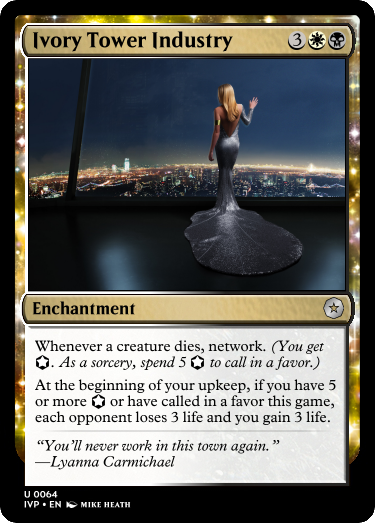 Ivory Tower Industry 3
Enchantment
Whenever a creature dies, network. (You get
. As a sorcery, spend 5 to call in a favor.)
At the beginning of your upkeep, if you have 5
or more or have called in a favor this game,
each opponent loses 3 life and you gain 3 life.
“You’ll never work in this town again.”
—Lyanna Carmichael
U 0064
IVP • EN MIKE HEATH